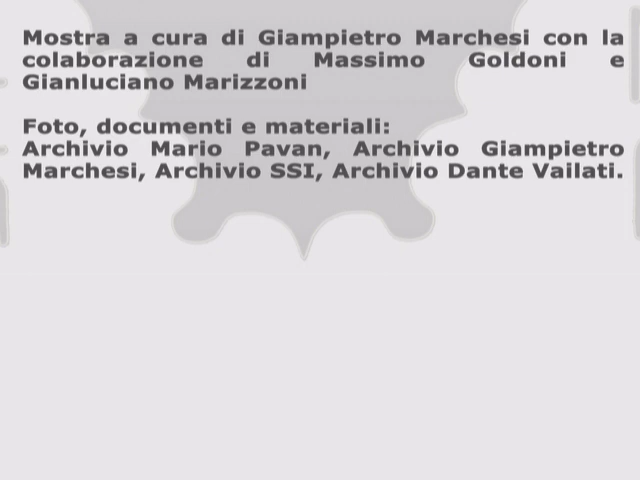 Mostra a cura di Giampietro Marchesi con la
colaborazione di Massimo Goldoni e
Gianluciano Marizzoni
Foto, documenti e materiali:
Archivio Mario Pavan, Archivio Giampietro
Marchesi, Archivio SSI, Archivio Dante Vailati.